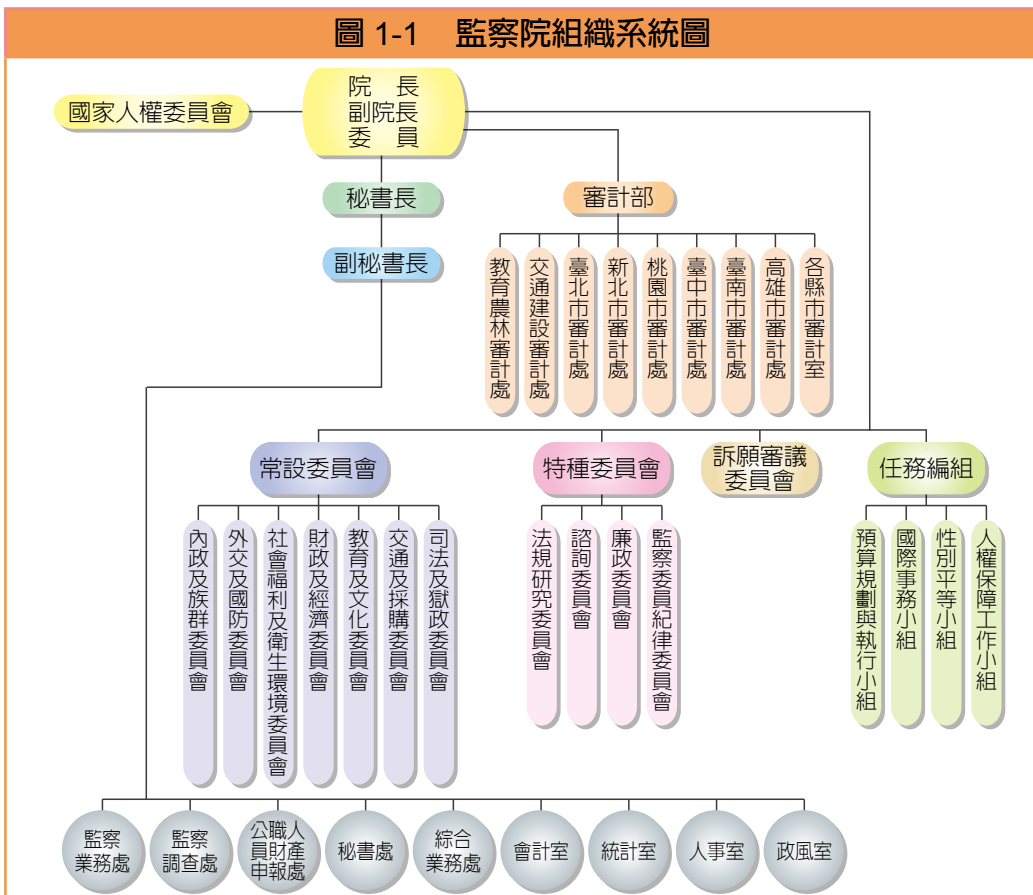 圖 1-1 監察院組織系統圖
院 長
副院長
委 員
國家人權委員會
秘書長
審計部
副秘書長
教育農林審計處
交通建設審計處
臺北市審計處
新北市審計處
桃園市審計處
臺中市審計處
臺南市審計處
高雄市審計處
各縣市審計室
常設委員會
特種委員會
訴願審議
委員會
任務編組
內政及族群委員會
外交及國防委員會
社會福利及衛生環境委員會
財政及經濟委員會
教育及文化委員會
交通及採購委員會
司法及獄政委員會
法規研究委員會
諮詢委員會
廉政委員會
監察委員紀律委員會
預算規劃與執行小組
國際事務小組
性別平等小組
人權保障工作小組
監察
業務處
監察
調查處
公職人
員財產
申報處
秘書處
綜合
業務處
會計室
統計室
人事室
政風室